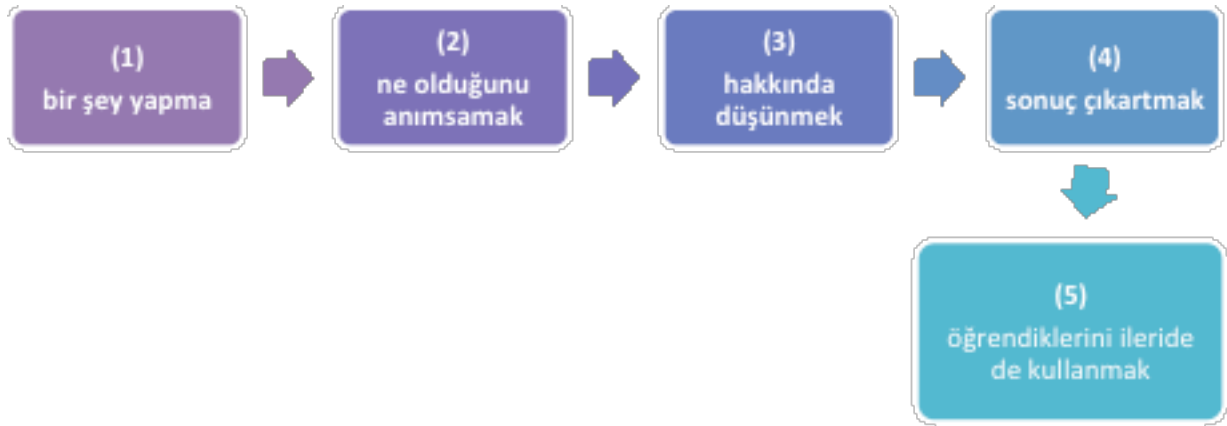 (1)
bir şey yapma
(2)
ne olduğunu
anımsamak
(3)
hakkında
düşünmek
(4)
sonuç çıkartmak
(5)
öğrendiklerini ileride
de kullanmak